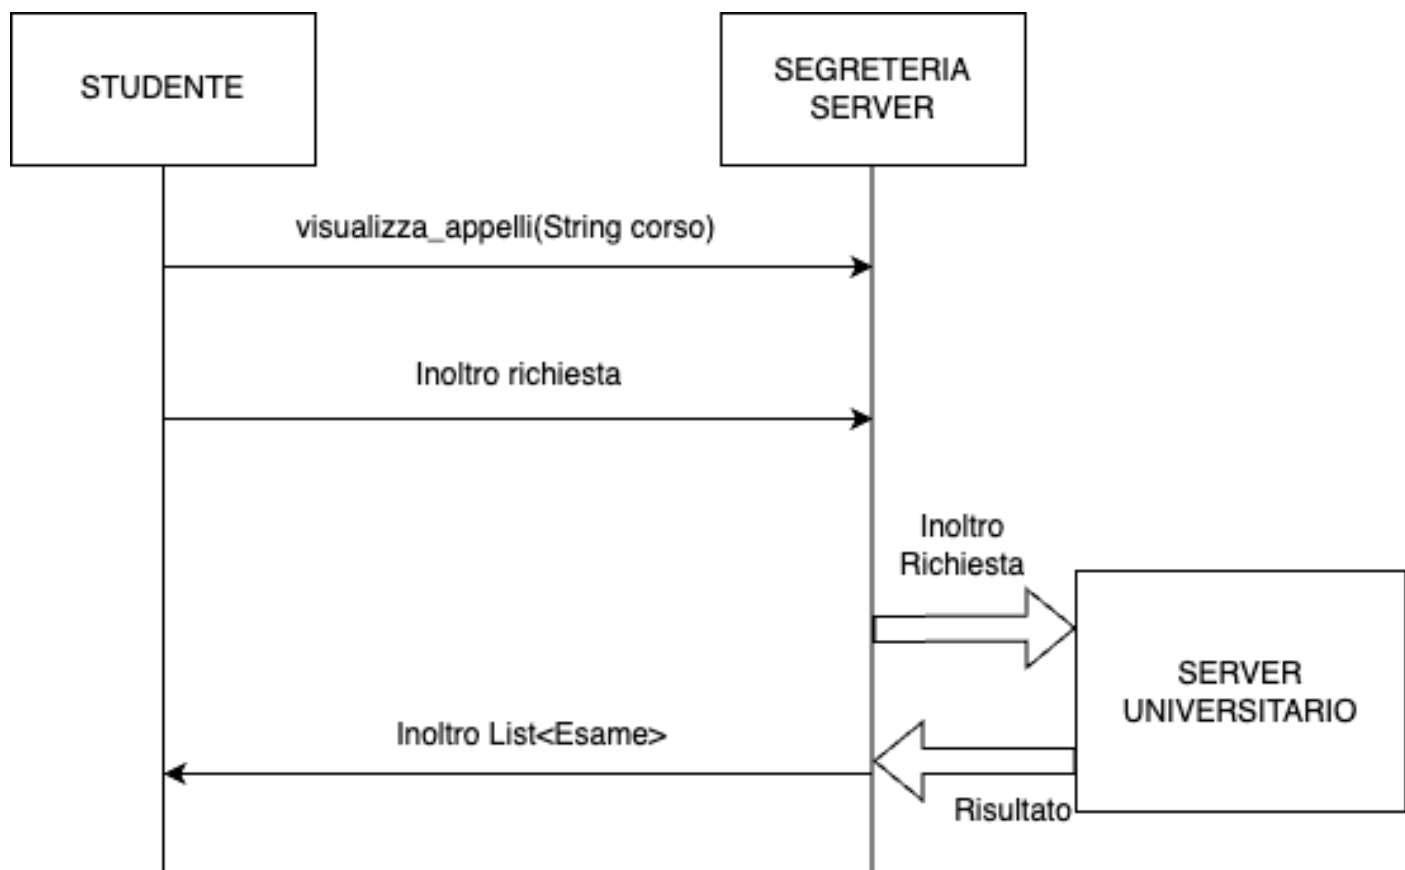 STUDENTE
SEGRETERIA
SERVER
visualizza_appelli(String corso)
Inoltro richiesta
Inoltro
Richiesta
SERVER
UNIVERSITARIO
Inoltro List<Esame>
Risultato